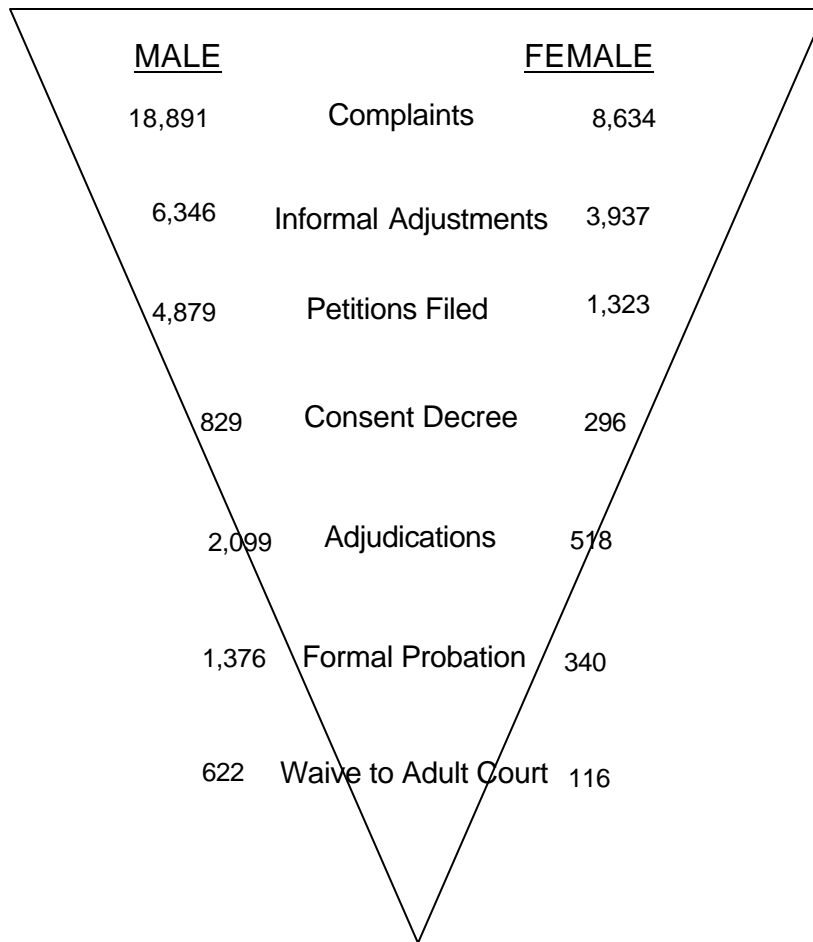 MALE FEMALE
18,891 Complaints 8,634
6,346 Informal Adjustments 3,937
4,879 Petitions Filed 1,323
829 Consent Decree 296
2,099 Adjudications 518
1,376 Formal Probation 340
622 Waive to Adult Court 116